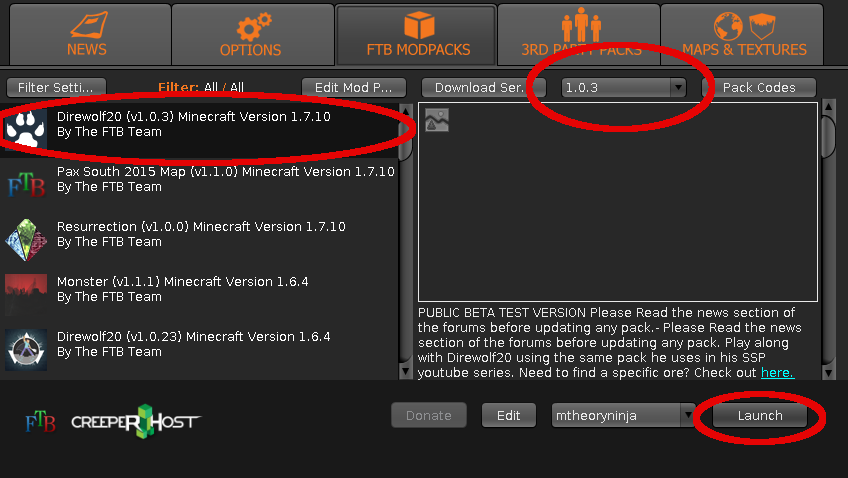 NEWS
OPTIONS
FTB MODPACKS
3RD PARTY PACKS
MAPS & TEXTURES
Filter Setti...
Filter: All / All
Edit Mod P...
Download Ser...
1.0.3
Pack Codes
Direwolf20 (v1.0.3) Minecraft Version 1.7.10
By The FTB Team
Pax South 2015 Map (v1.1.0) Minecraft Version 1.7.10
By The FTB Team
Resurrection (v1.0.0) Minecraft Version 1.7.10
By The FTB Team
Monster (v1.1.1) Minecraft Version 1.6.4
By The FTB Team
Direwolf20 (v1.0.23) Minecraft Version 1.6.4
By The FTB Team
FTB
PUBLIC BETA TEST VERSION Please Read the news section of
the forums before updating any pack.- Please Read the news
section of the forums before updating any pack. Play along
with Direwolf20 using the same pack he uses in his SSP
youtube series. Need to find a specific ore? Check out here.
FTB
CREEPERHOST
Donate
Edit
mtheoryninja
Launch